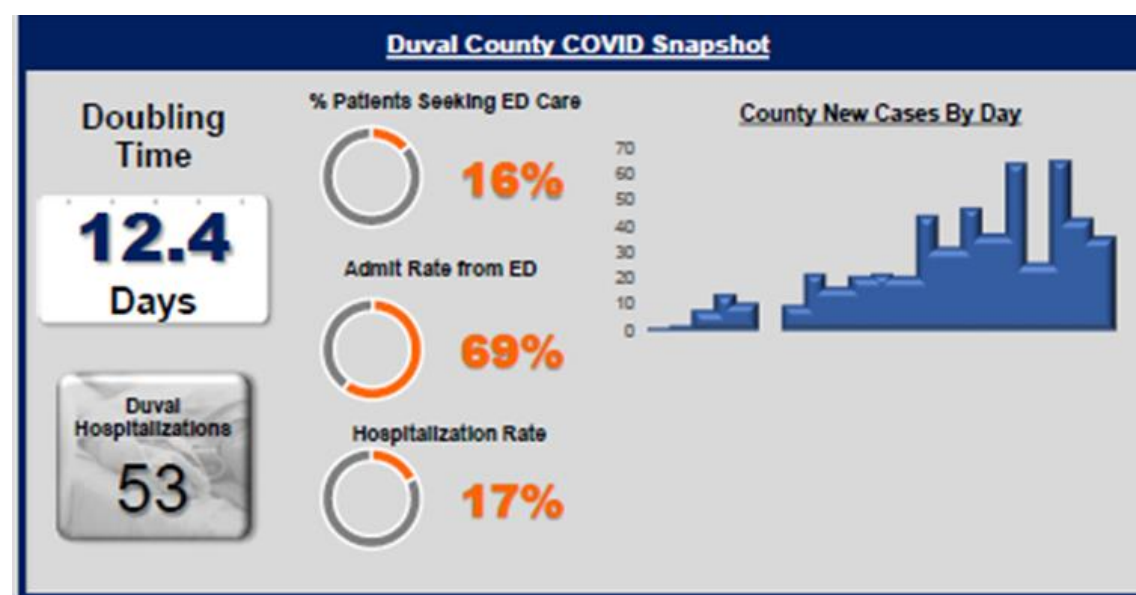 Duval County COVID Snapshot
Doubling
Time
12.4
Days
Duval
Hospitalizations
53
% Patients Seeking ED Care
16%
Admit Rate from ED
69%
Hospitalization Rate
17%
County New Cases By Day
70
60
50
40
30
20
10
0